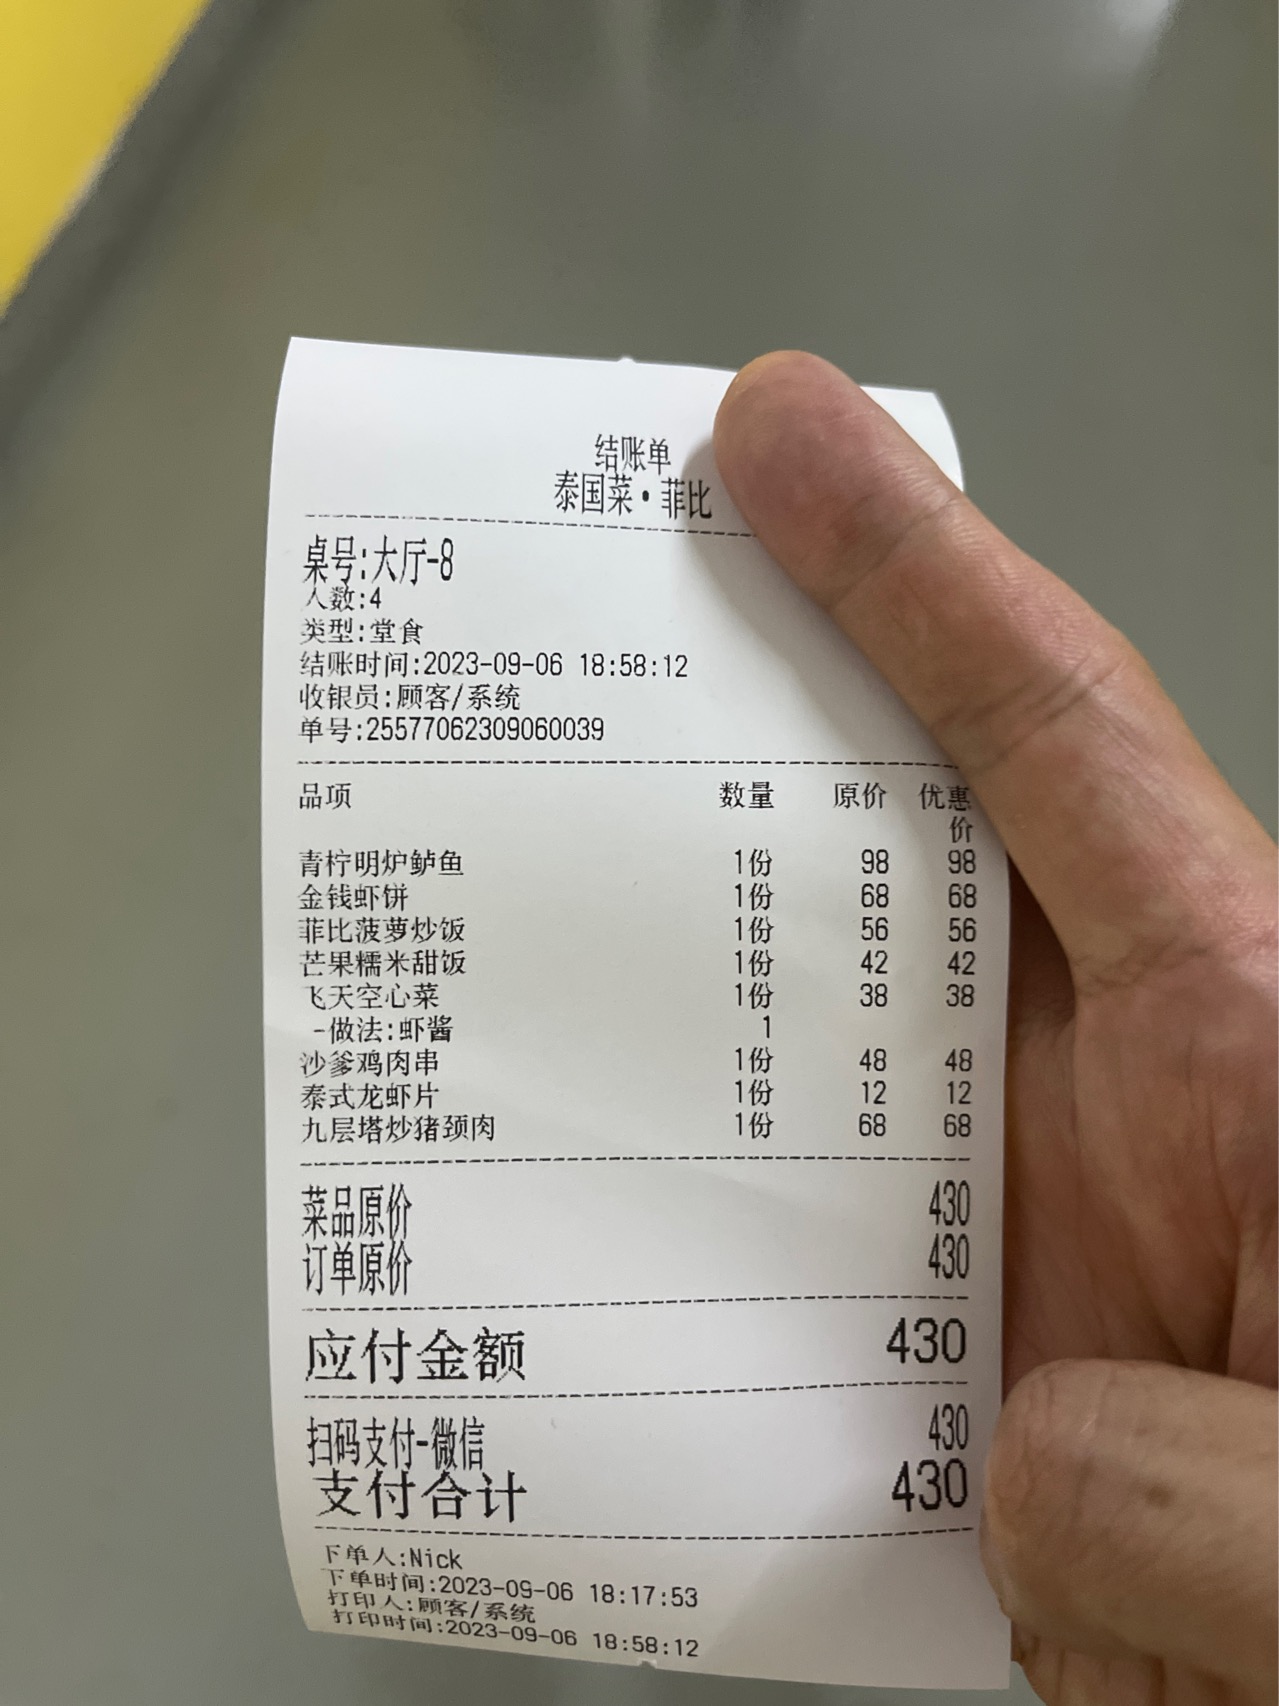 结账单
泰国菜·菲比
桌号:大厅-8
人数:4
类型:堂食
结账时间:2023-09-06 18:58:12
收银员:顾客/系统
单号:25577062309060039
品项 数量 原价 优惠价
青柠明炉鲈鱼 1份 98 98
金钱虾饼 1份 68 68
菲比菠萝炒饭 1份 56 56
芒果糯米甜饭 1份 42 42
飞天空心菜 1份 38 38
-做法:虾酱 1
沙爹鸡肉串 1份 48 48
泰式龙虾片 1份 12 12
九层塔炒猪颈肉 1份 68 68
菜品原价 430
订单原价 430
应付金额 430
扫码支付-微信 430
支付合计 430
下单人:Nick
下单时间:2023-09-06 18:17:53
打印人:顾客/系统
打印时间:2023-09-06 18:58:12